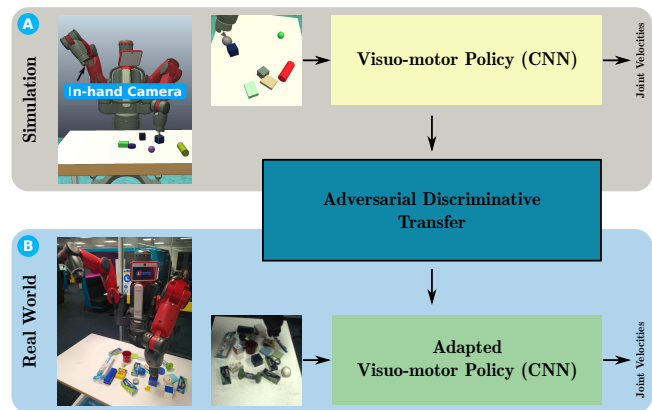 A
Simulation
In-hand Camera
Visuo-motor Policy (CNN)
Joint Velocities
Adversarial Discriminative
Transfer
B
Real World
Adapted
Visuo-motor Policy (CNN)
Joint Velocities